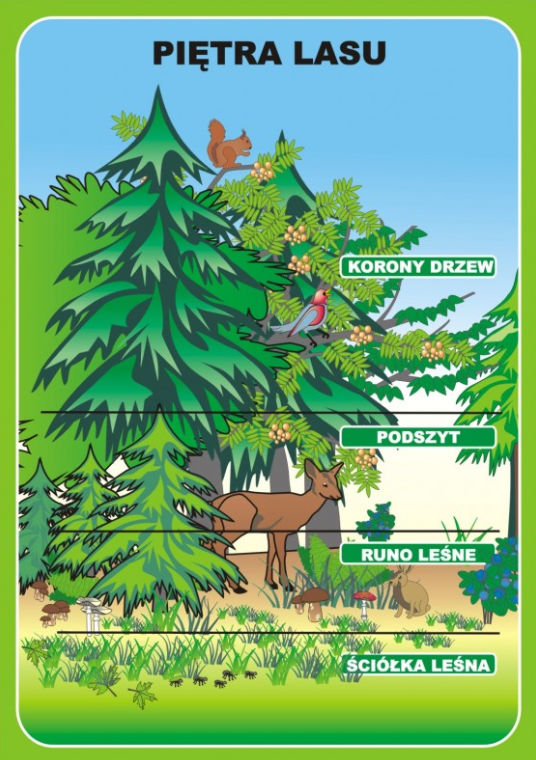 PIĘTRA LASU
KORONY DRZEW
PODSZYT
RUNO LEŚNE
ŚCIÓŁKA LEŚNA